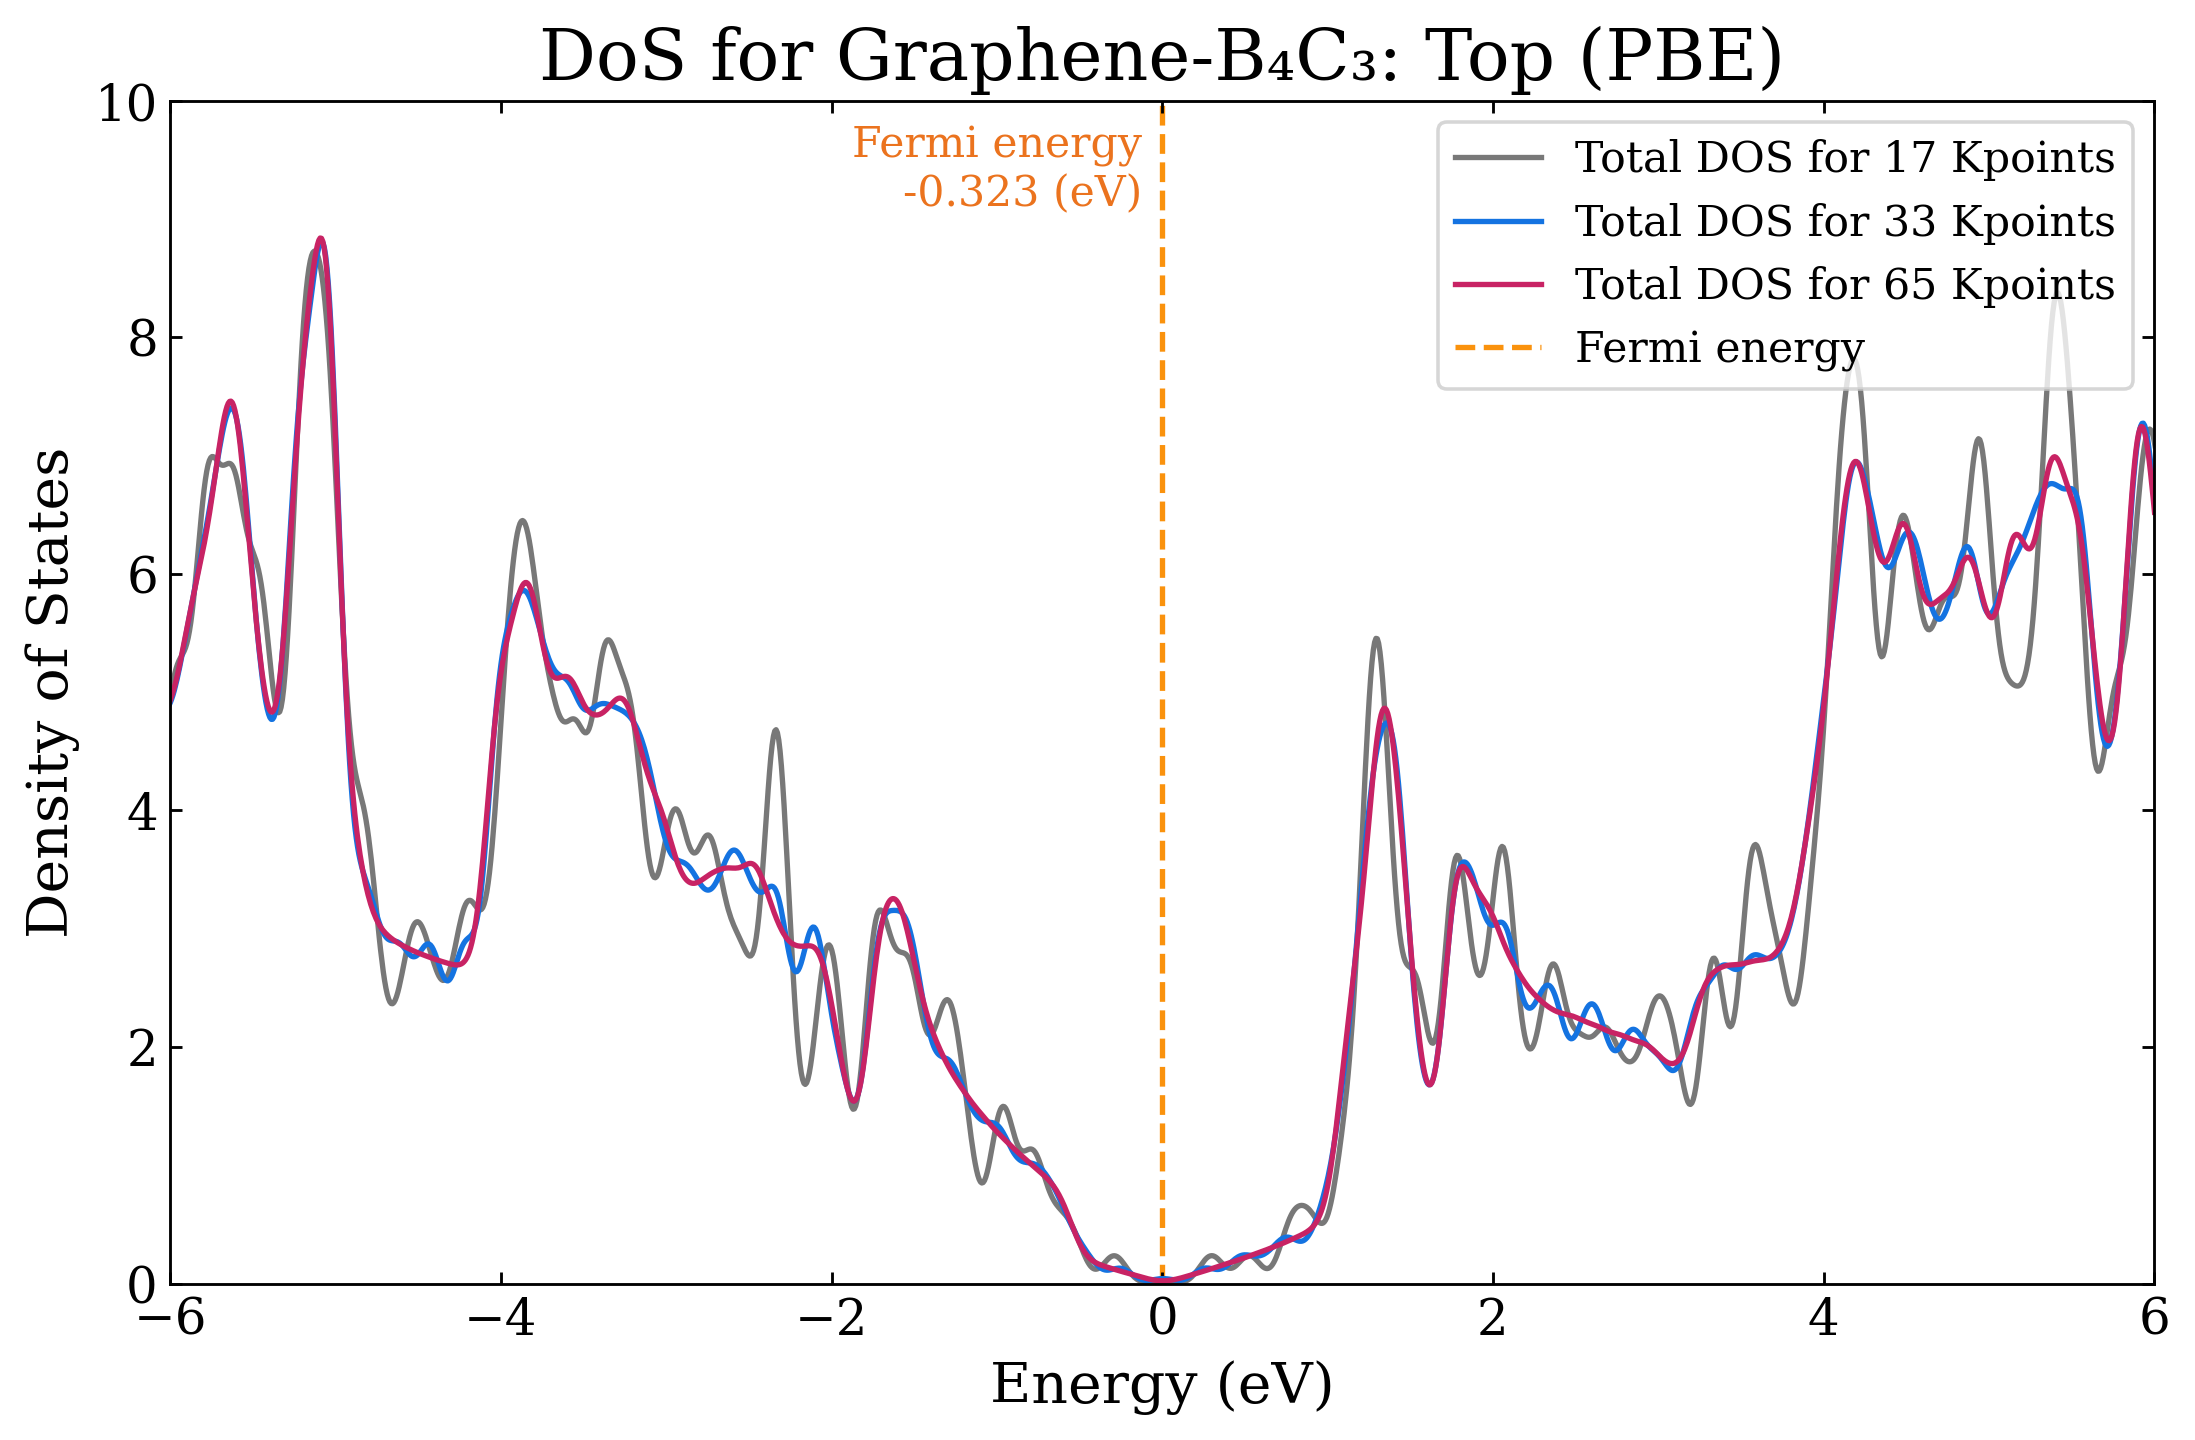 DoS for Graphene-B₄C₃: Top (PBE)
Fermi energy
-0.323 (eV)
Total DOS for 17 Kpoints
Total DOS for 33 Kpoints
Total DOS for 65 Kpoints
Fermi energy
Density of States
10
8
6
4
2
0
−6
−4
−2
0
2
4
6
Energy (eV)